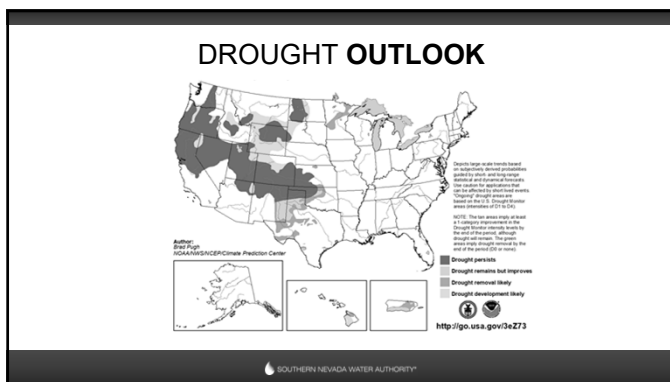 DROUGHT OUTLOOK
Depicts large-scale trends based
on subjectively derived probabilities
guided by short- and long-range
statistical and dynamical forecasts.
Use caution for applications that
can be affected by short lived events.
"Ongoing" drought areas are
based on the U.S. Drought Monitor
areas (intensities of D1 to D4).
NOTE: The tan areas imply at least
a 1-category improvement in the
Drought Monitor intensity levels by
the end of the period, although
drought will remain. The green
areas imply drought removal by the
end of the period (D0 or none).
Author:
Brad Pugh
NOAA/NWS/NCEP/Climate Prediction Center
Drought persists
Drought remains but improves
Drought removal likely
Drought development likely
http://go.usa.gov/3eZ73
SOUTHERN NEVADA WATER AUTHORITY®